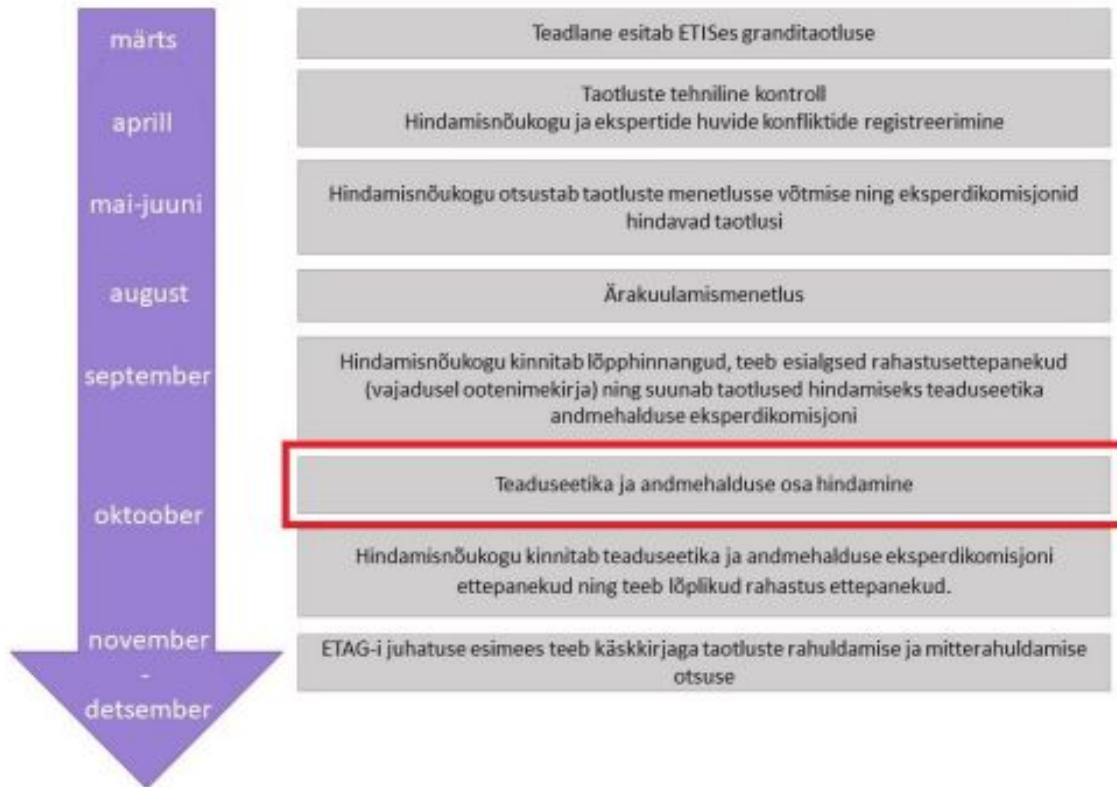 märts
Teadlane esitab ETISes granditaotluse
aprill
Taotluste tehniline kontroll
Hindamisnõukogu ja ekspertide huvide konfliktide registreerimine
mai-juuni
Hindamisnõukogu otsustab taotluste menetlusse võtmise ning eksperdikomisjonid
hindavad taotlusi
august
Ärakuulamismenetlus
september
Hindamisnõukogu kinnitab lõpphinnangud, teeb esialgsed rahastusettepanekud
(vajadusel ootenimekirja) ning suunab taotlused hindamiseks teaduseetika
andmehalduse eksperdikomisjoni
oktoober
Teaduseetika ja andmehalduse osa hindamine
Hindamisnõukogu kinnitab teaduseetika ja andmehalduse eksperdikomisjoni
ettepanekud ning teeb lõplikud rahastus ettepanekud.
november
-
detsember
ETAG-i juhatuse esimees teeb käskkirjaga taotluste rahuldamise ja mitterahuldamise
otsuse